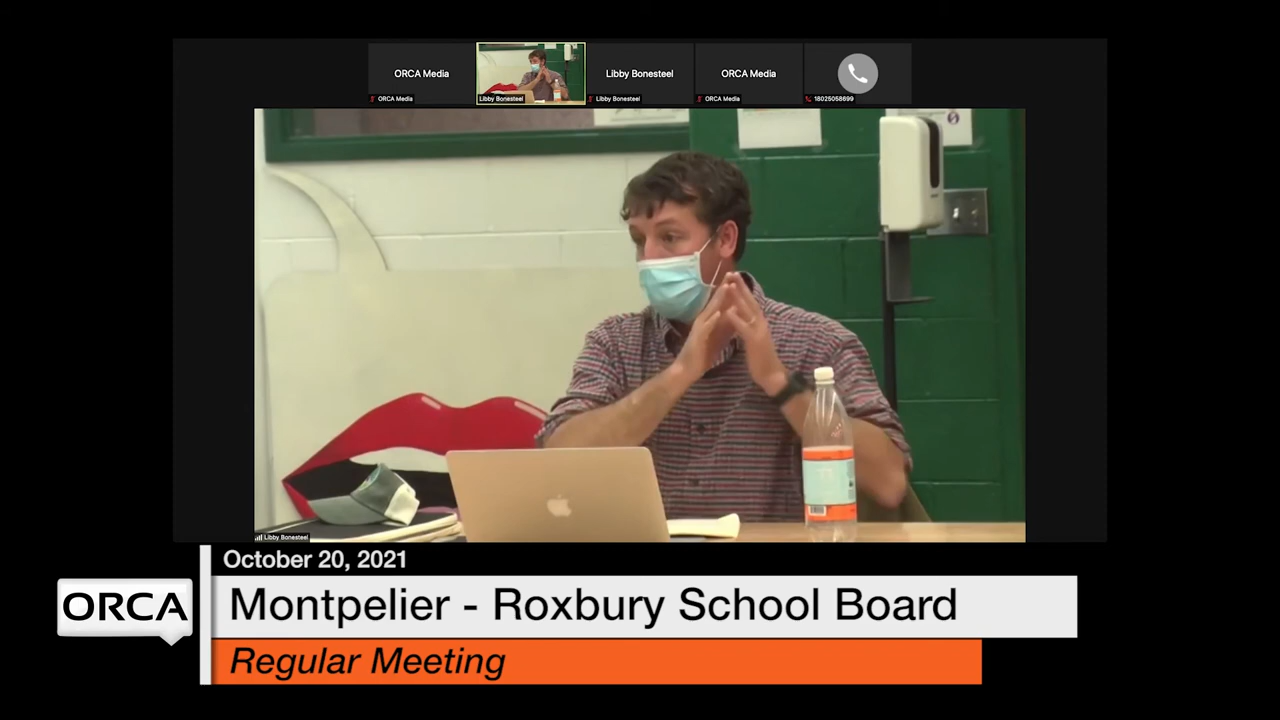 ORCA Media
Libby Bonesteel
ORCA Media
Libby Bonesteel
ORCA Media
Libby Bonesteel
ORCA Media
18025058699
Libby Bonesteel
October 20, 2021
ORCA
Montpelier - Roxbury School Board
Regular Meeting